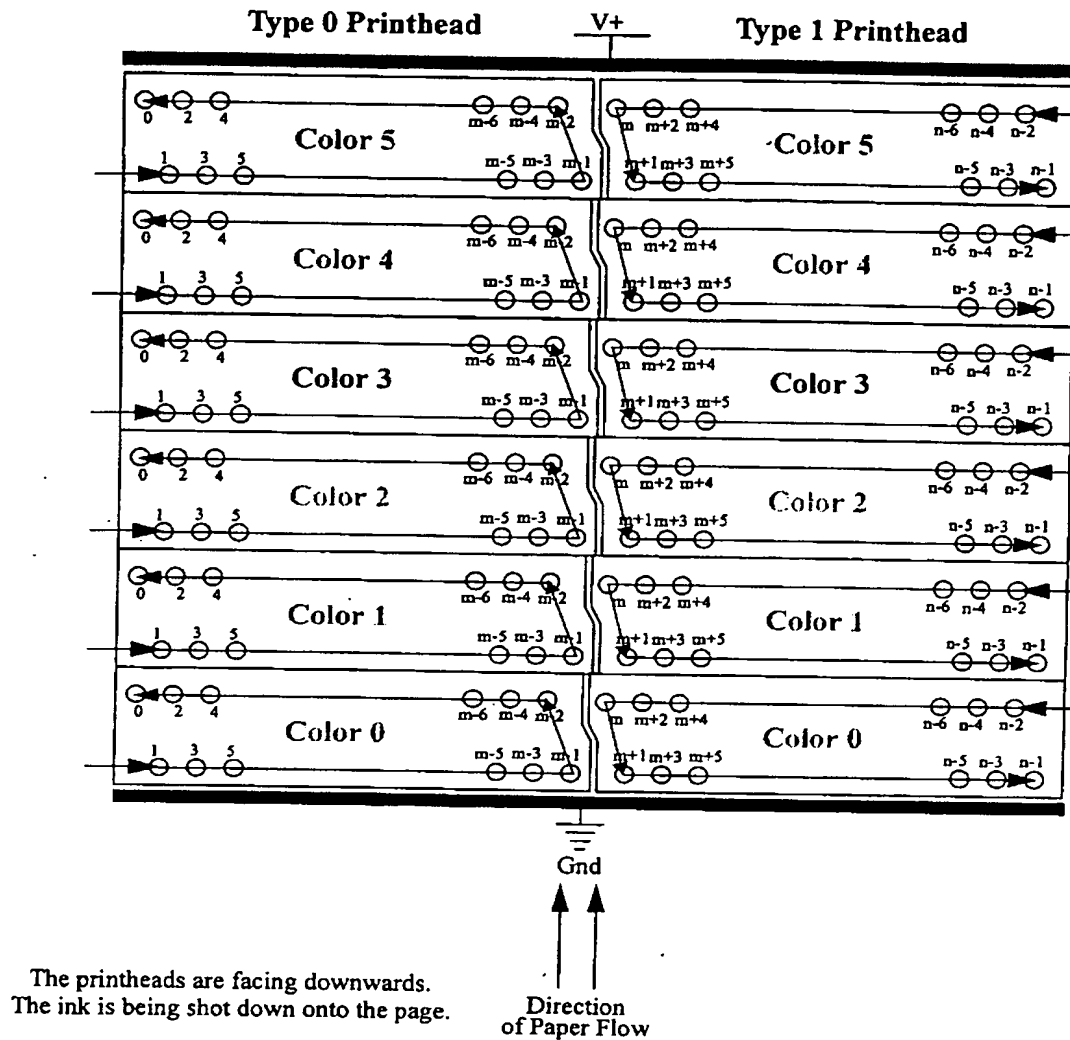 Type 0 Printhead V+ Type 1 Printhead
0 2 4 m-6 m-4 m-2 m m+2 m+4 n-6 n-4 n-2
Color 5 Color 5
1 3 5 m-5 m-3 m-1 m+1 m+3 m+5 n-5 n-3 n-1
0 2 4 m-6 m-4 m-2 m m+2 m+4 n-6 n-4 n-2
Color 4 Color 4
1 3 5 m-5 m-3 m-1 m+1 m+3 m+5 n-5 n-3 n-1
0 2 4 m-6 m-4 m-2 m m+2 m+4 n-6 n-4 n-2
Color 3 Color 3
1 3 5 m-5 m-3 m-1 m+1 m+3 m+5 n-5 n-3 n-1
0 2 4 m-6 m-4 m-2 m m+2 m+4 n-6 n-4 n-2
Color 2 Color 2
1 3 5 m-5 m-3 m-1 m+1 m+3 m+5 n-5 n-3 n-1
0 2 4 m-6 m-4 m-2 m m+2 m+4 n-6 n-4 n-2
Color 1 Color 1
1 3 5 m-5 m-3 m-1 m+1 m+3 m+5 n-5 n-3 n-1
0 2 4 m-6 m-4 m-2 m m+2 m+4 n-6 n-4 n-2
Color 0 Color 0
1 3 5 m-5 m-3 m-1 m+1 m+3 m+5 n-5 n-3 n-1
Gnd
The printheads are facing downwards.
The ink is being shot down onto the page.
Direction
of Paper Flow